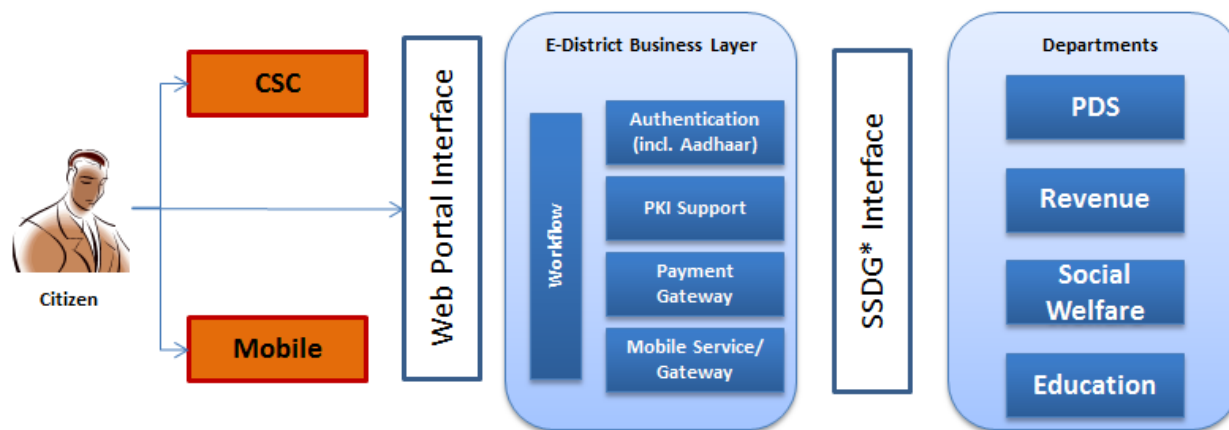 Citizen
CSC
Mobile
Web Portal Interface
E-District Business Layer
Workflow
Authentication
(incl. Aadhaar)
PKI Support
Payment
Gateway
Mobile Service/
Gateway
SSDG* Interface
Departments
PDS
Revenue
Social
Welfare
Education